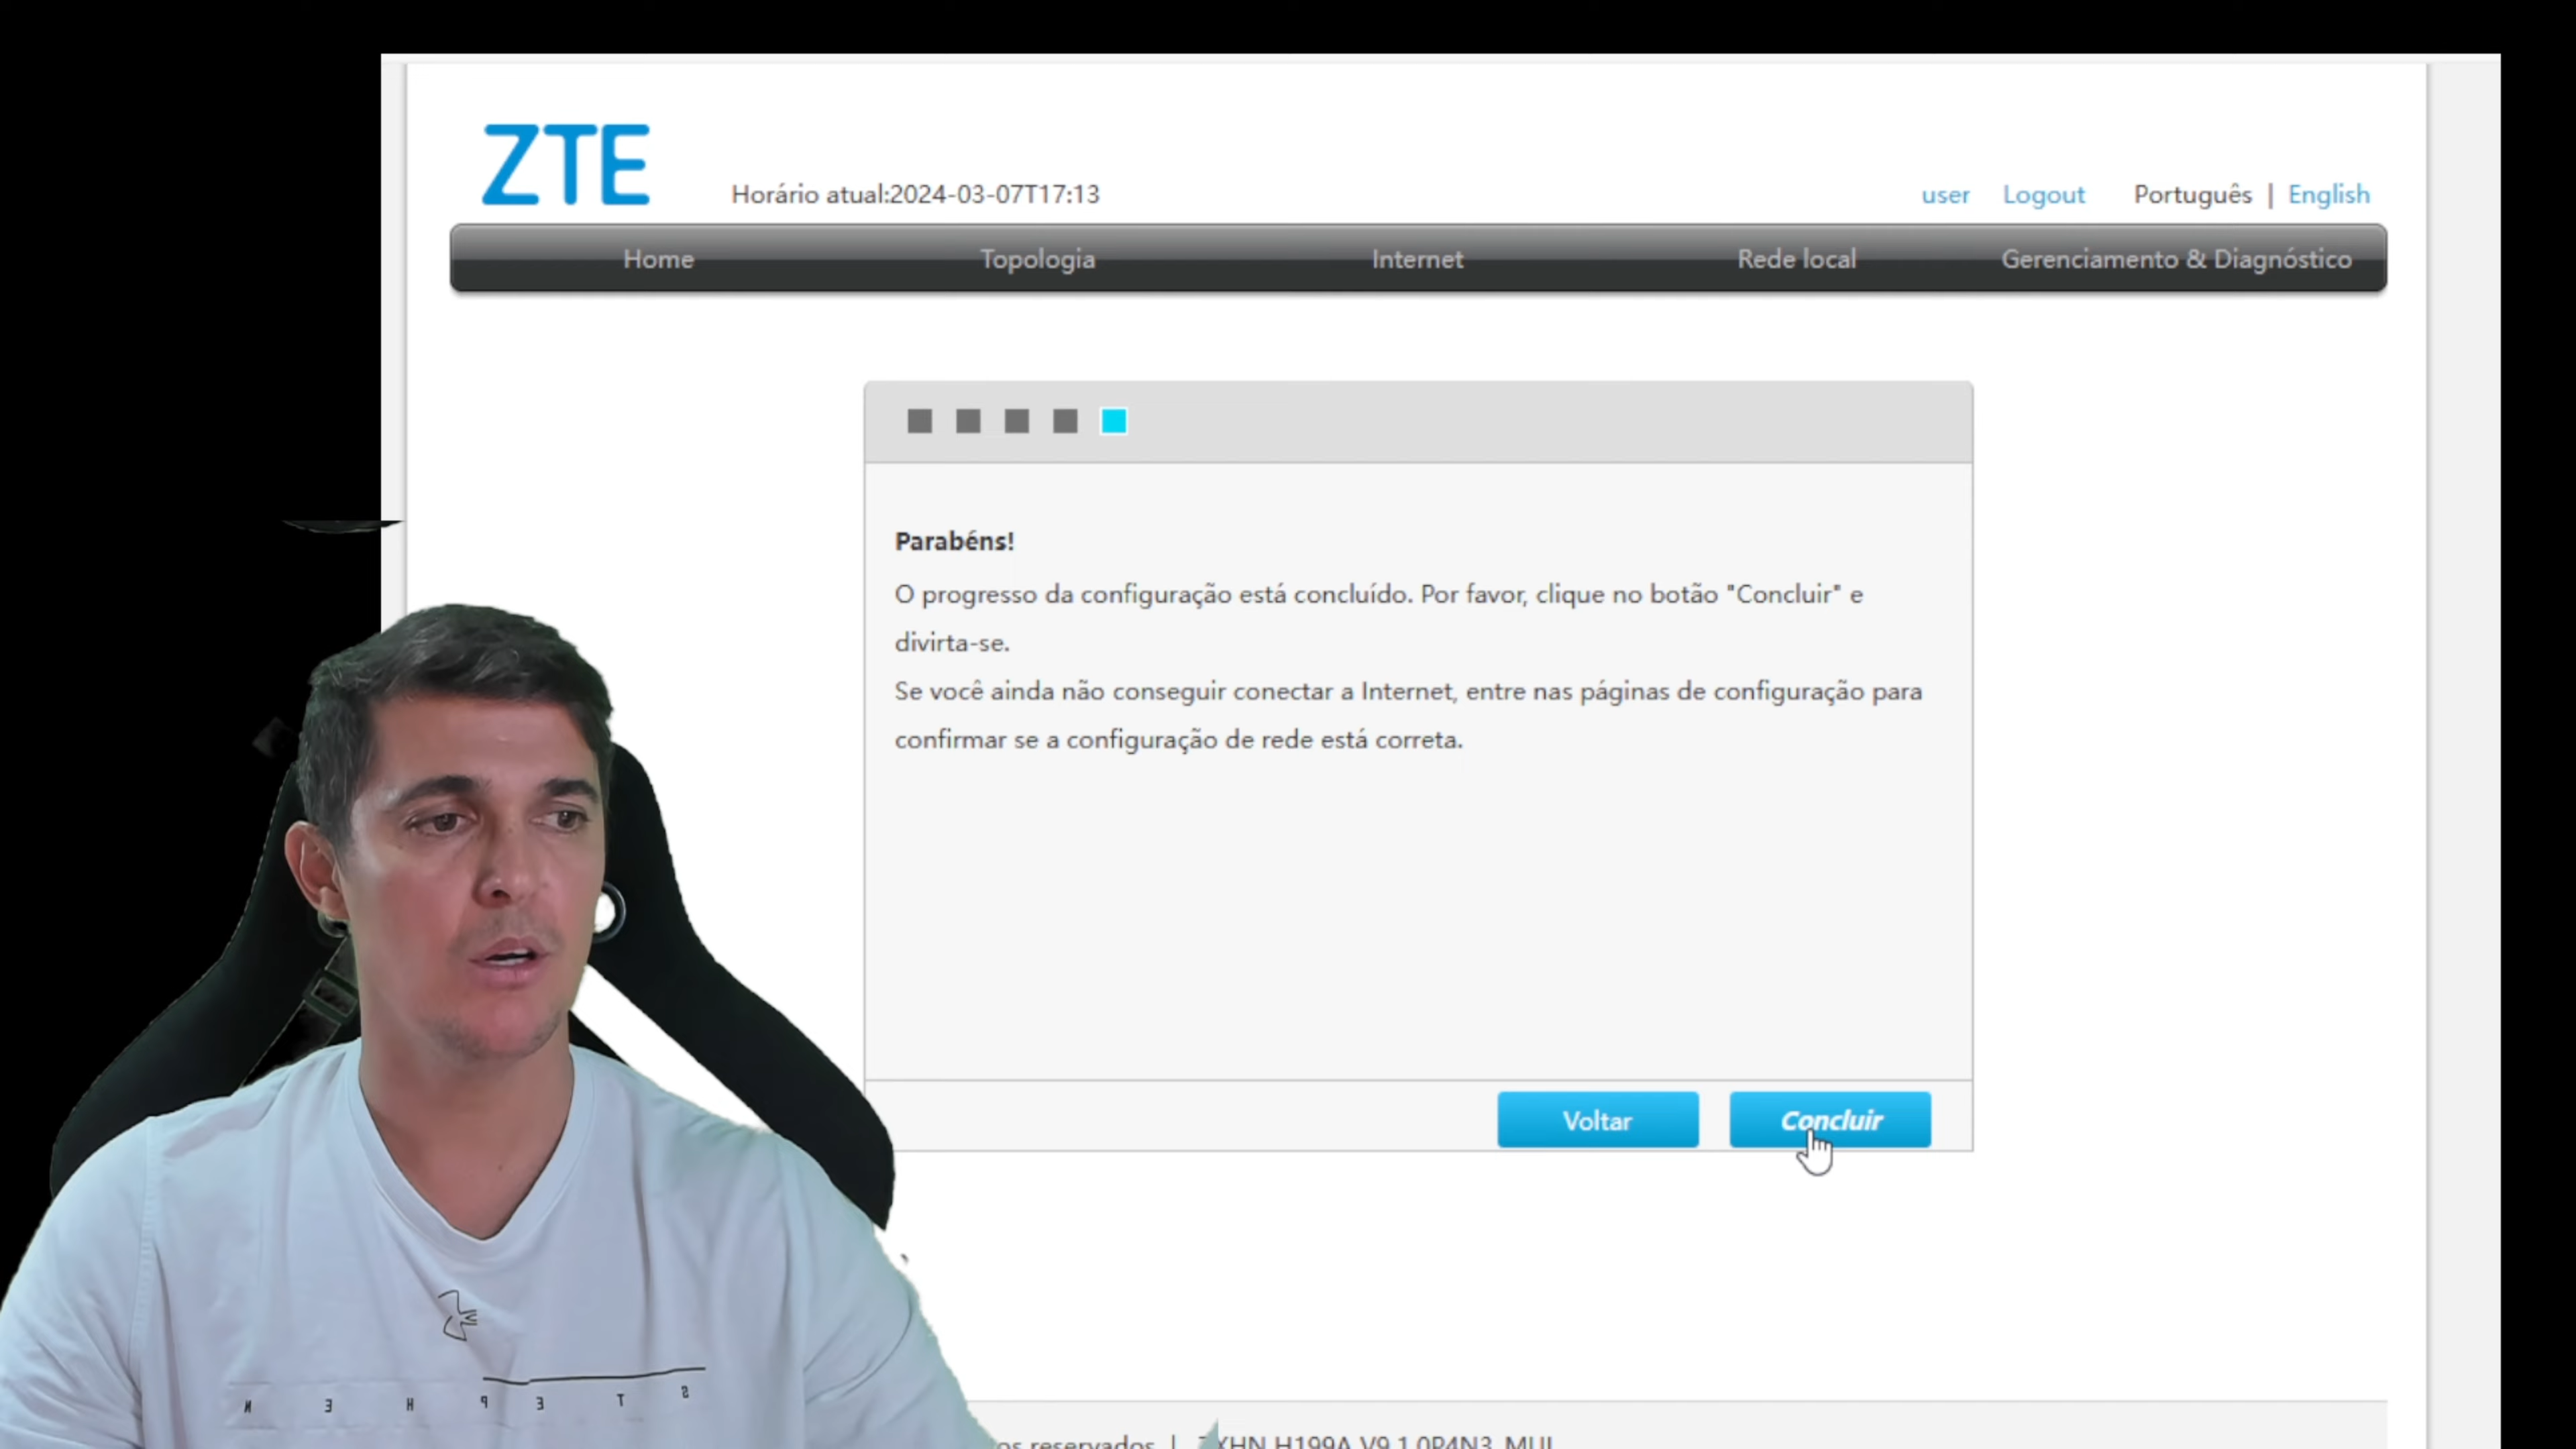 ZTE
Horário atual:2024-03-07T17:13
user Logout Português | English
Home Topologia Internet Rede local Gerenciamento & Diagnóstico
Parabéns!
O progresso da configuração está concluído. Por favor, clique no botão "Concluir" e
divirta-se.
Se você ainda não conseguir conectar a Internet, entre nas páginas de configuração para
confirmar se a configuração de rede está correta.
Voltar Concluir
reservados |
H199A